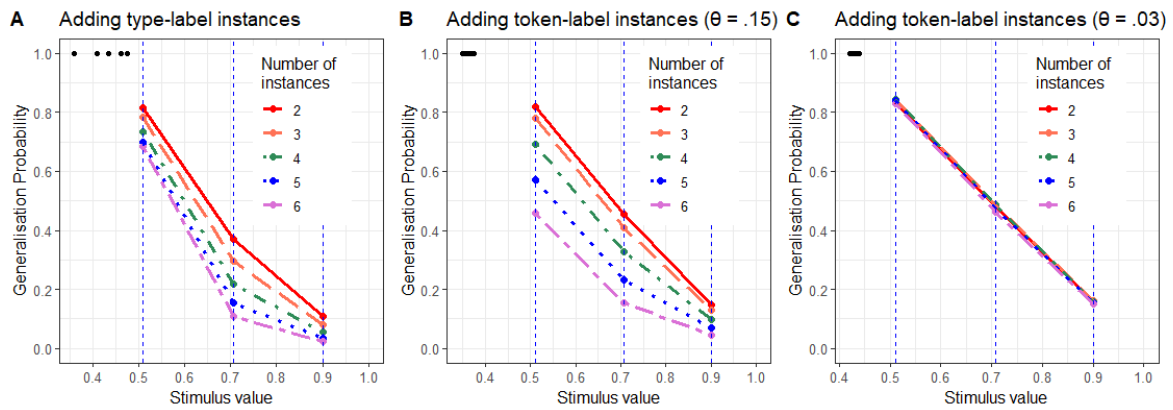 A Adding type-label instances
Generalisation Probability
1.0
0.8
0.6
0.4
0.2
0.0
Number of
instances
2
3
4
5
6
0.4 0.5 0.6 0.7 0.8 0.9 1.0
Stimulus value
B Adding token-label instances (θ = .15)
Generalisation Probability
1.0
0.8
0.6
0.4
0.2
0.0
Number of
instances
2
3
4
5
6
0.4 0.5 0.6 0.7 0.8 0.9 1.0
Stimulus value
C Adding token-label instances (θ = .03)
Generalisation Probability
1.0
0.8
0.6
0.4
0.2
0.0
Number of
instances
2
3
4
5
6
0.4 0.5 0.6 0.7 0.8 0.9 1.0
Stimulus value